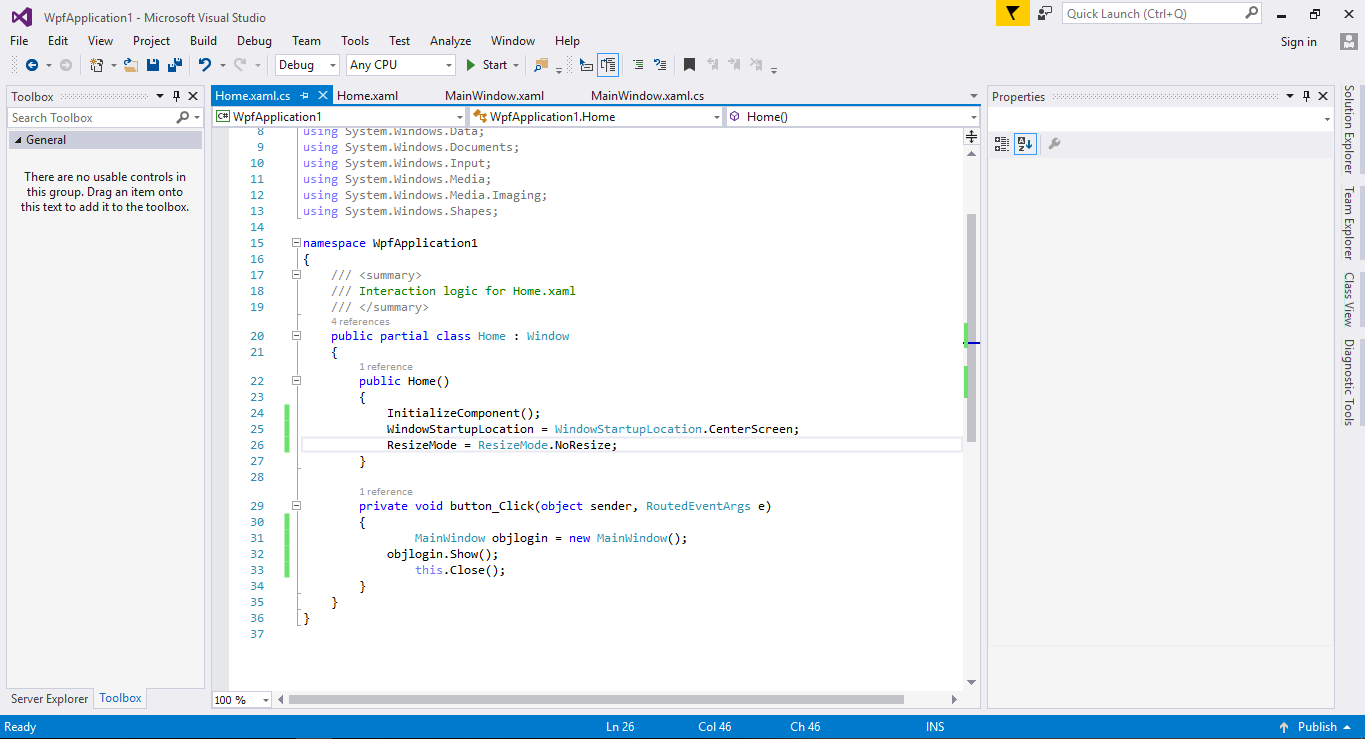 WpfApplication1 - Microsoft Visual Studio
Quick Launch (Ctrl+Q)
File Edit View Project Build Debug Team Tools Test Analyze Window Help
Sign in
Debug Any CPU Start
Toolbox
Search Toolbox
General
There are no usable controls in
this group. Drag an item onto
this text to add it to the toolbox.
Server Explorer Toolbox
Home.xaml.cs Home.xaml MainWindow.xaml MainWindow.xaml.cs
C# WpfApplication1 WpfApplication1.Home Home()
8 using System.Windows.Data;
9 using System.Windows.Documents;
10 using System.Windows.Input;
11 using System.Windows.Media;
12 using System.Windows.Media.Imaging;
13 using System.Windows.Shapes;
14
15 namespace WpfApplication1
16 {
17 /// <summary>
18 /// Interaction logic for Home.xaml
19 /// </summary>
4 references
20 public partial class Home : Window
21 {
1 reference
22 public Home()
23 {
24 InitializeComponent();
25 WindowStartupLocation = WindowStartupLocation.CenterScreen;
26 ResizeMode = ResizeMode.NoResize;
27 }
28
1 reference
29 private void button_Click(object sender, RoutedEventArgs e)
30 {
31 MainWindow objlogin = new MainWindow();
32 objlogin.Show();
33 this.Close();
34 }
35 }
36 }
37
100 %
Properties
Solution Explorer
Team Explorer
Class View
Diagnostic Tools
Ready Ln 26 Col 46 Ch 46 INS Publish